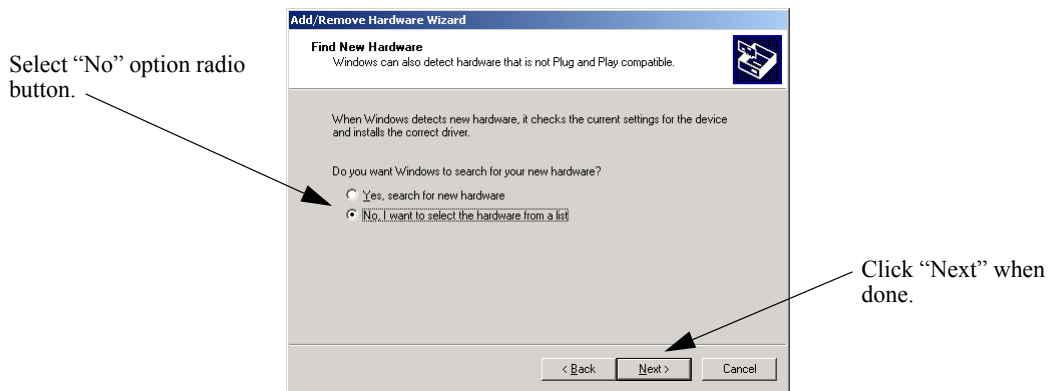 Add/Remove Hardware Wizard
Find New Hardware
Windows can also detect hardware that is not Plug and Play compatible.
Select “No” option radio
button.
When Windows detects new hardware, it checks the current settings for the device
and installs the correct driver.
Do you want Windows to search for your new hardware?
Yes, search for new hardware
No, I want to select the hardware from a list
Click “Next” when
done.
< Back
Next >
Cancel